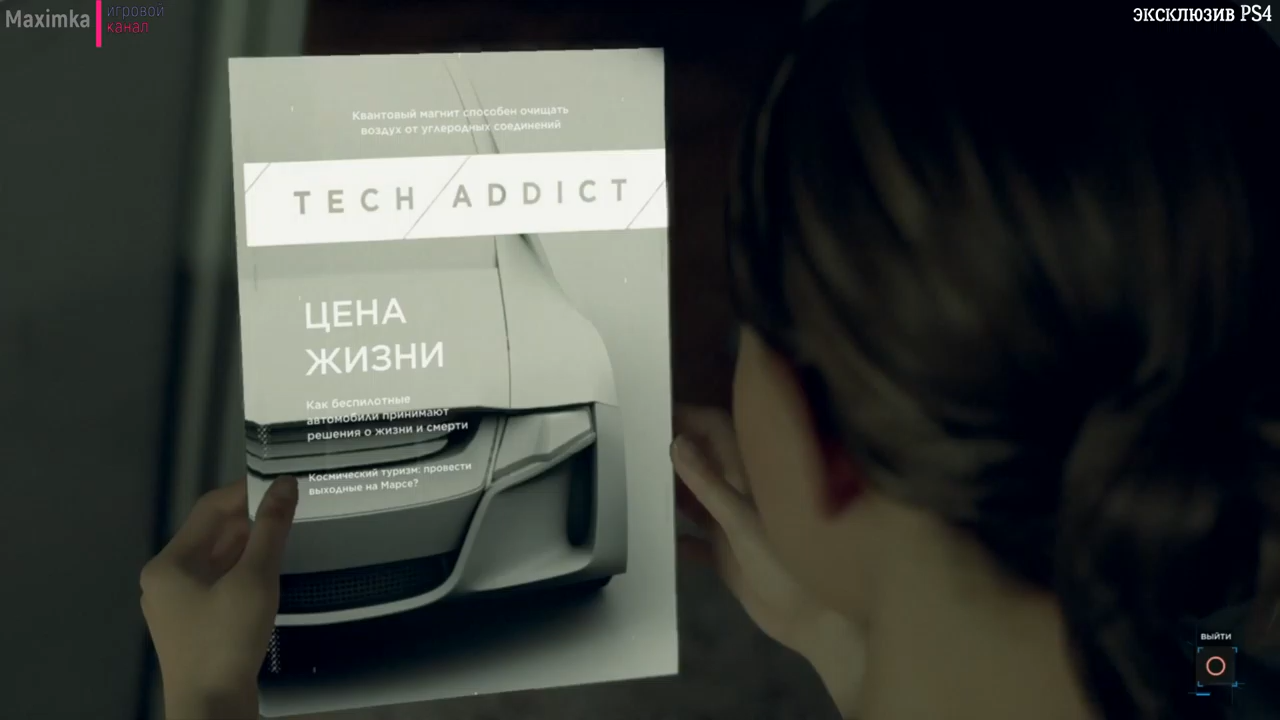 Maximka
игровой
канал
эксклюзив PS4
Квантовый магнит способен очищать
воздух от углеродных соединений
TECH ADDICT
ЦЕНА
ЖИЗНИ
Как беспилотные
автомобили принимают
решения о жизни и смерти
Космический туризм: провести
выходные на Марсе?
ВЫЙТИ